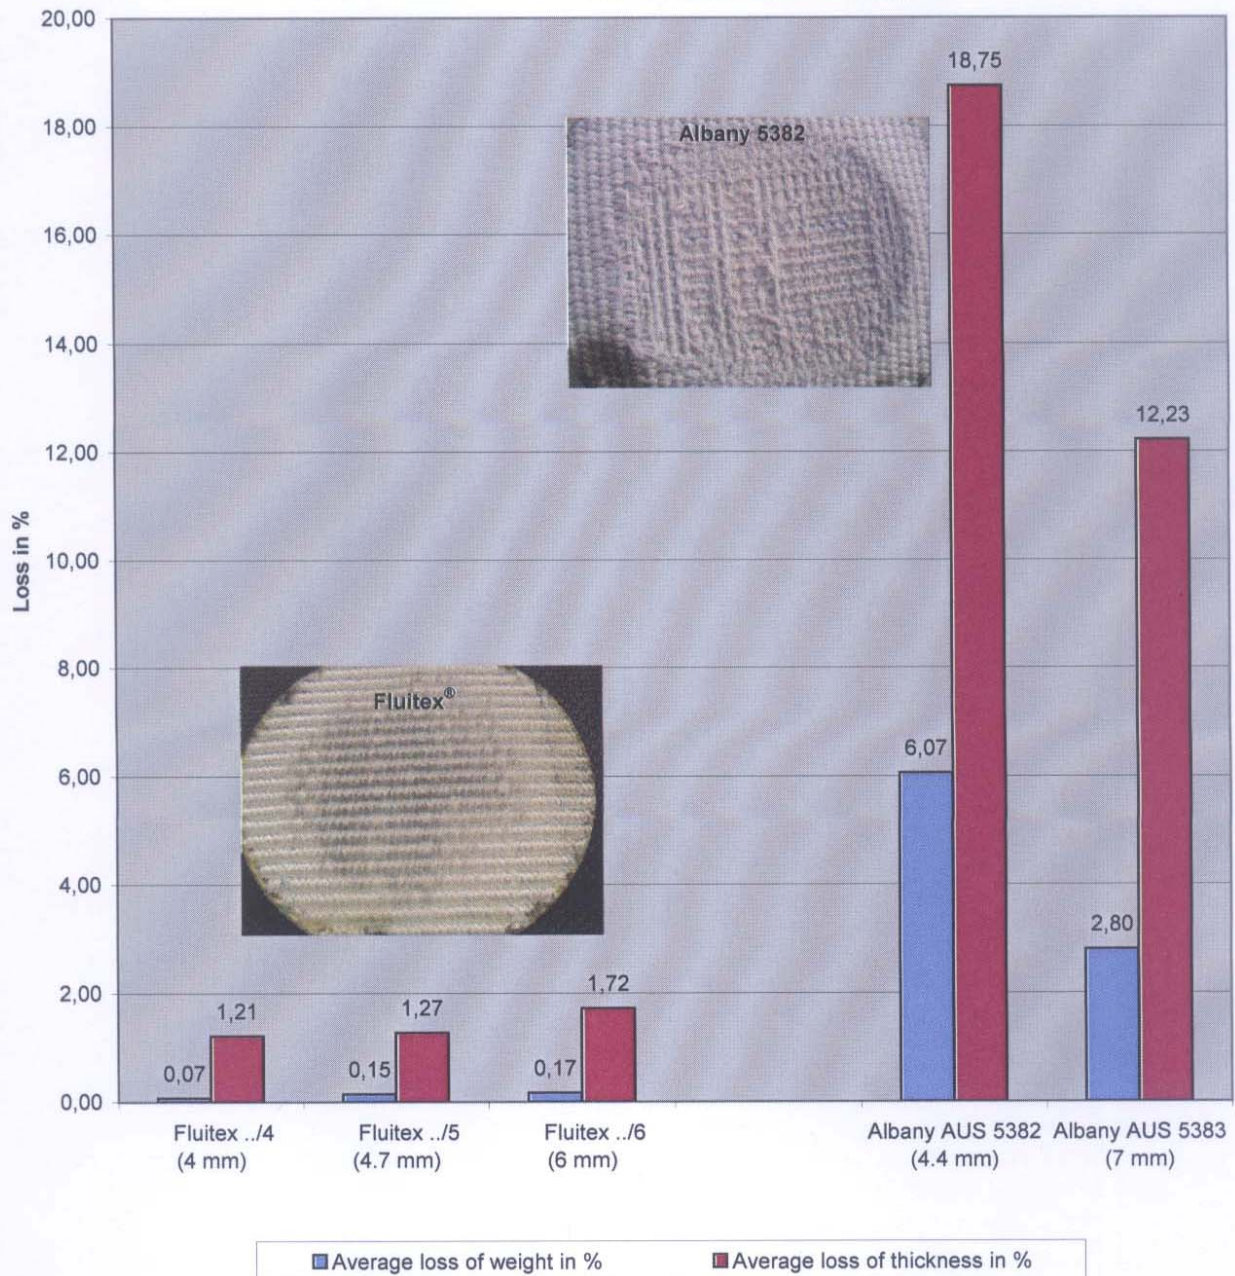 20,00
18,00
16,00
14,00
12,00
10,00
8,00
6,00
4,00
2,00
0,00
Loss in %
18,75
Albany 5382
12,23
6,07
Fluitex®
2,80
1,72
1,27
1,21
0,17
0,15
0,07
Fluitex ../4
(4 mm)
Fluitex ../5
(4.7 mm)
Fluitex ../6
(6 mm)
Albany AUS 5382
(4.4 mm)
Albany AUS 5383
(7 mm)
Average loss of weight in %
Average loss of thickness in %